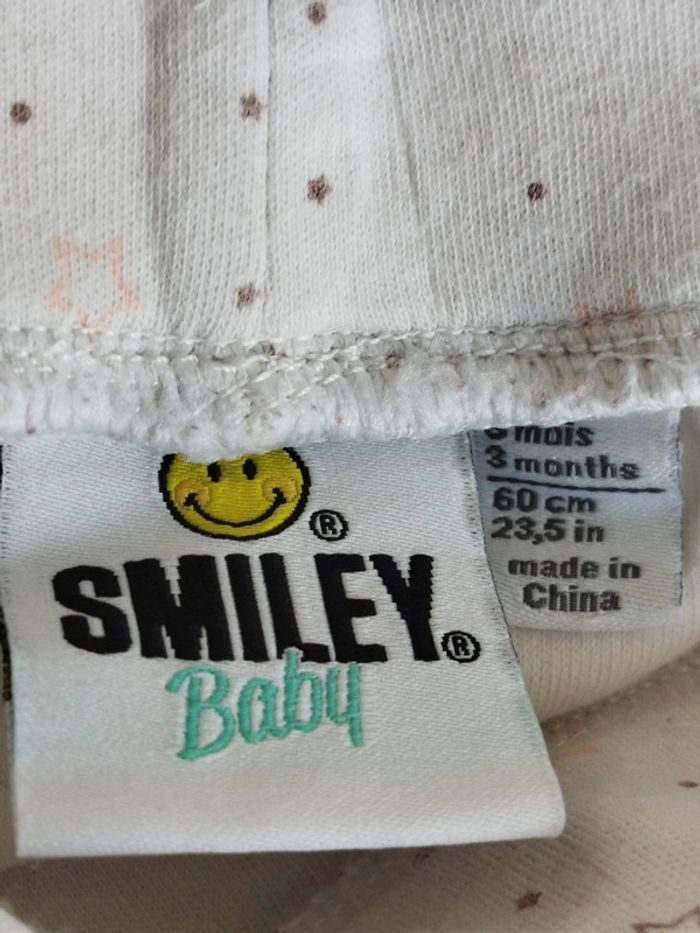 ®
SMILEY®
Baby
mois
3 months
60 cm
23,5 in
made in
China